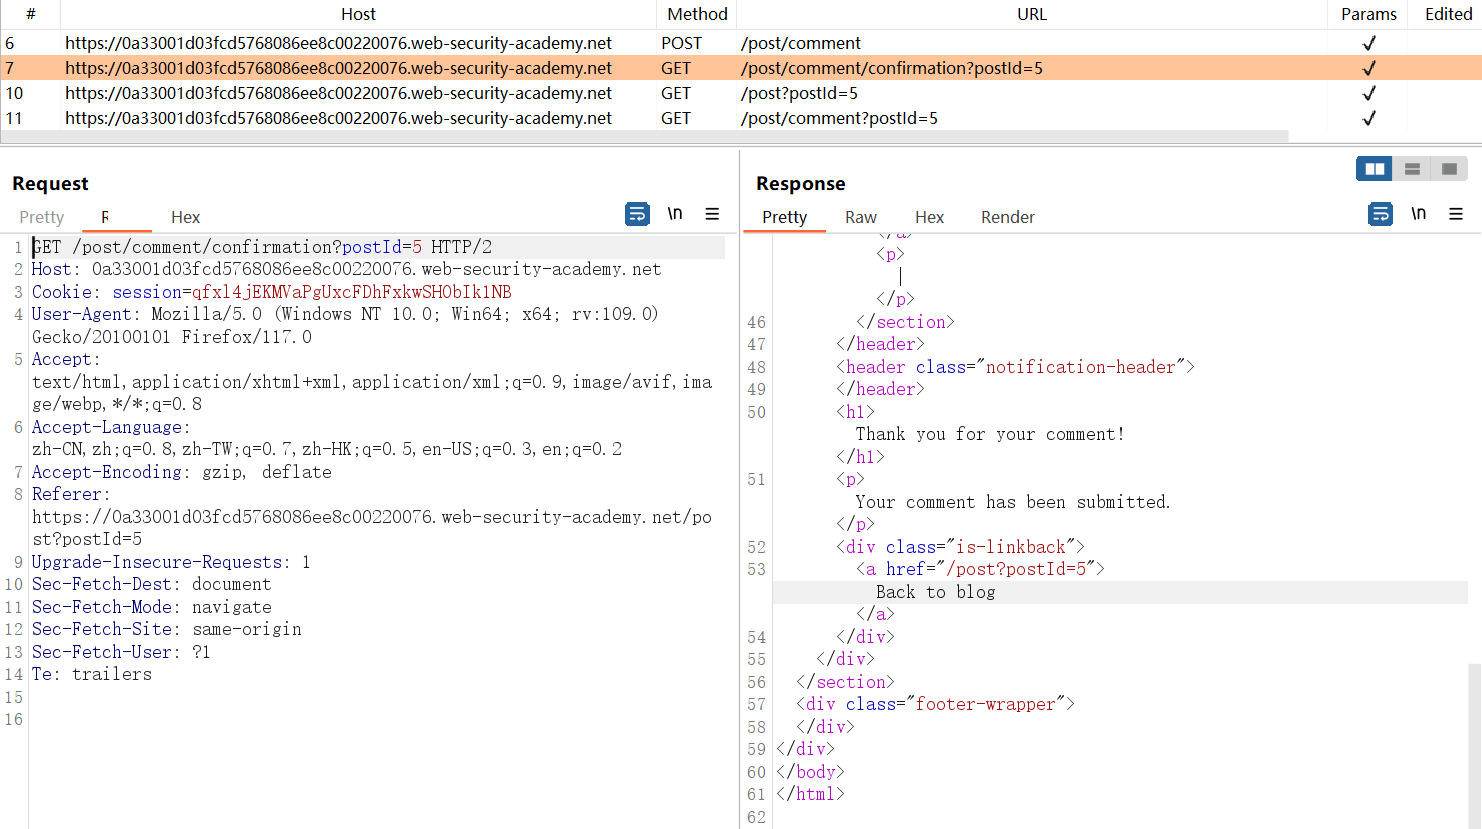 # Host Method URL Params Edited
6 https://0a33001d03fcd5768086ee8c00220076.web-security-academy.net POST /post/comment ✓
7 https://0a33001d03fcd5768086ee8c00220076.web-security-academy.net GET /post/comment/confirmation?postId=5 ✓
10 https://0a33001d03fcd5768086ee8c00220076.web-security-academy.net GET /post?postId=5 ✓
11 https://0a33001d03fcd5768086ee8c00220076.web-security-academy.net GET /post/comment?postId=5 ✓
Request
Pretty R Hex \n
1 GET /post/comment/confirmation?postId=5 HTTP/2
2 Host: 0a33001d03fcd5768086ee8c00220076.web-security-academy.net
3 Cookie: session=qfxl4jEKMVaPgUxcFDhFxkwSHObIk1NB
4 User-Agent: Mozilla/5.0 (Windows NT 10.0; Win64; x64; rv:109.0)
Gecko/20100101 Firefox/117.0
5 Accept:
text/html,application/xhtml+xml,application/xml;q=0.9,image/avif,ima
ge/webp,*/*;q=0.8
6 Accept-Language:
zh-CN,zh;q=0.8,zh-TW;q=0.7,zh-HK;q=0.5,en-US;q=0.3,en;q=0.2
7 Accept-Encoding: gzip, deflate
8 Referer:
https://0a33001d03fcd5768086ee8c00220076.web-security-academy.net/po
st?postId=5
9 Upgrade-Insecure-Requests: 1
10 Sec-Fetch-Dest: document
11 Sec-Fetch-Mode: navigate
12 Sec-Fetch-Site: same-origin
13 Sec-Fetch-User: ?1
14 Te: trailers
15
16
Response
Pretty Raw Hex Render \n
</a>
<p>
|
</p>
46 </section>
47 </header>
48 <header class="notification-header">
49 </header>
50 <h1>
Thank you for your comment!
</h1>
51 <p>
Your comment has been submitted.
</p>
52 <div class="is-linkback">
53 <a href="/post?postId=5">
Back to blog
</a>
54 </div>
55 </div>
56 </section>
57 <div class="footer-wrapper">
58 </div>
59 </div>
60 </body>
61 </html>
62